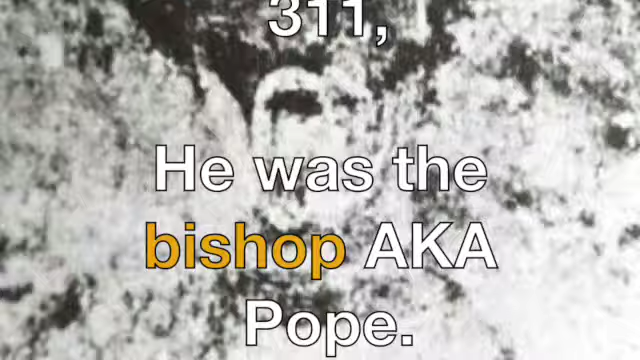 311,
He was the
bishop AKA
Pope.